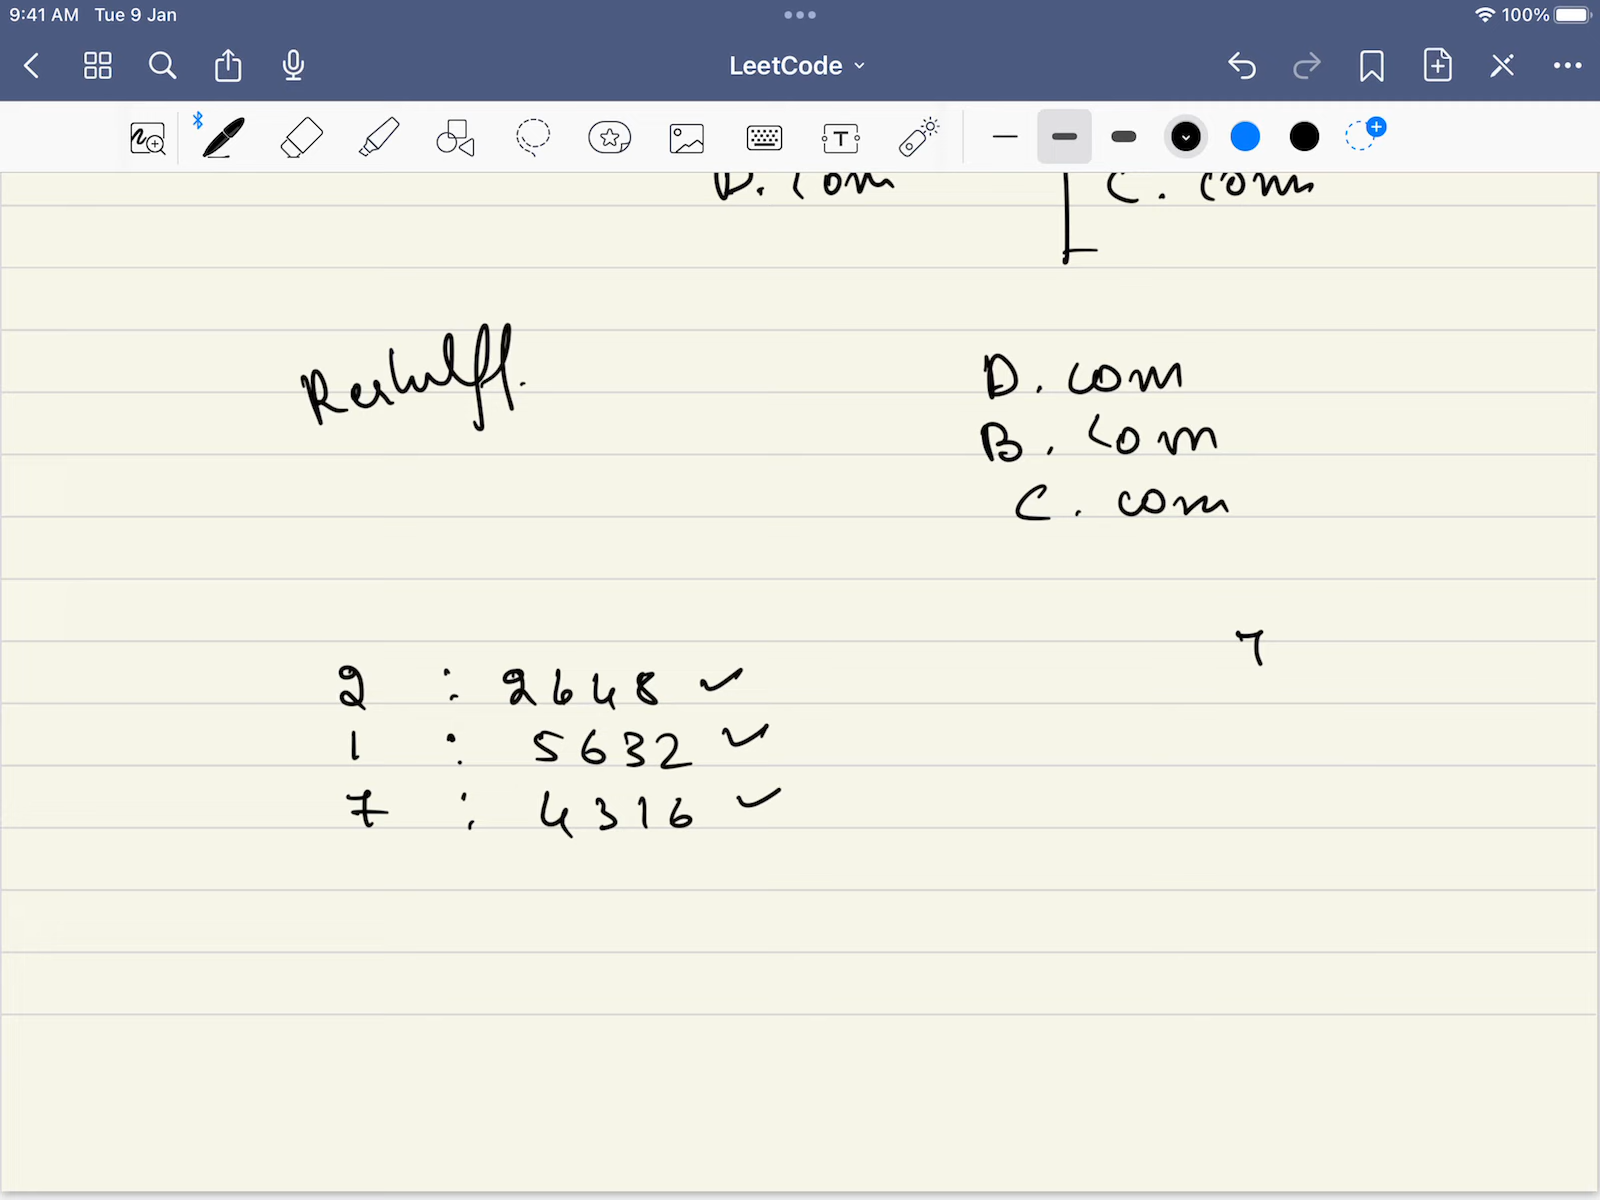 9:41 AM Tue 9 Jan
100%
LeetCode
T
D. com
C. com
D. com
B. com
C. com
7
2 : 2648 ✓
1 : 5632 ✓
7 : 4316 ✓